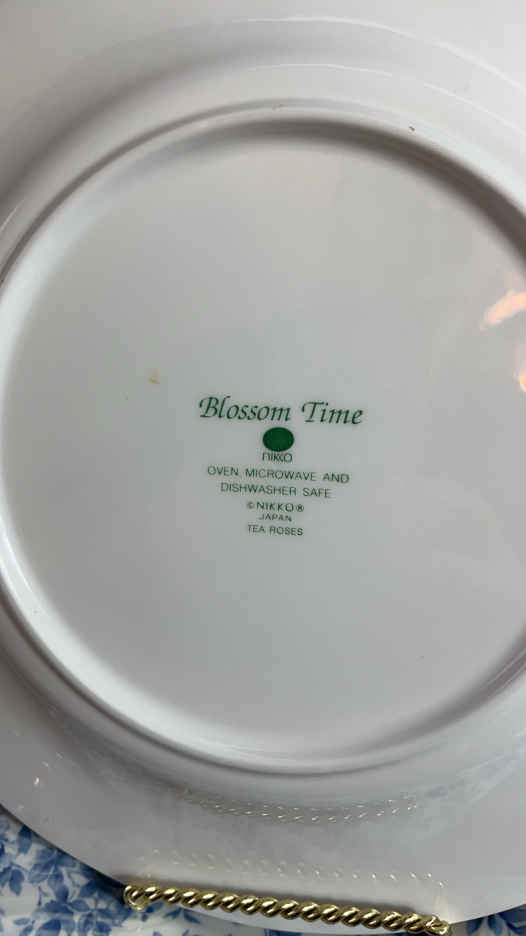 Blossom Time
nikko
OVEN, MICROWAVE AND
DISHWASHER SAFE
©NIKKO®
JAPAN
TEA ROSES